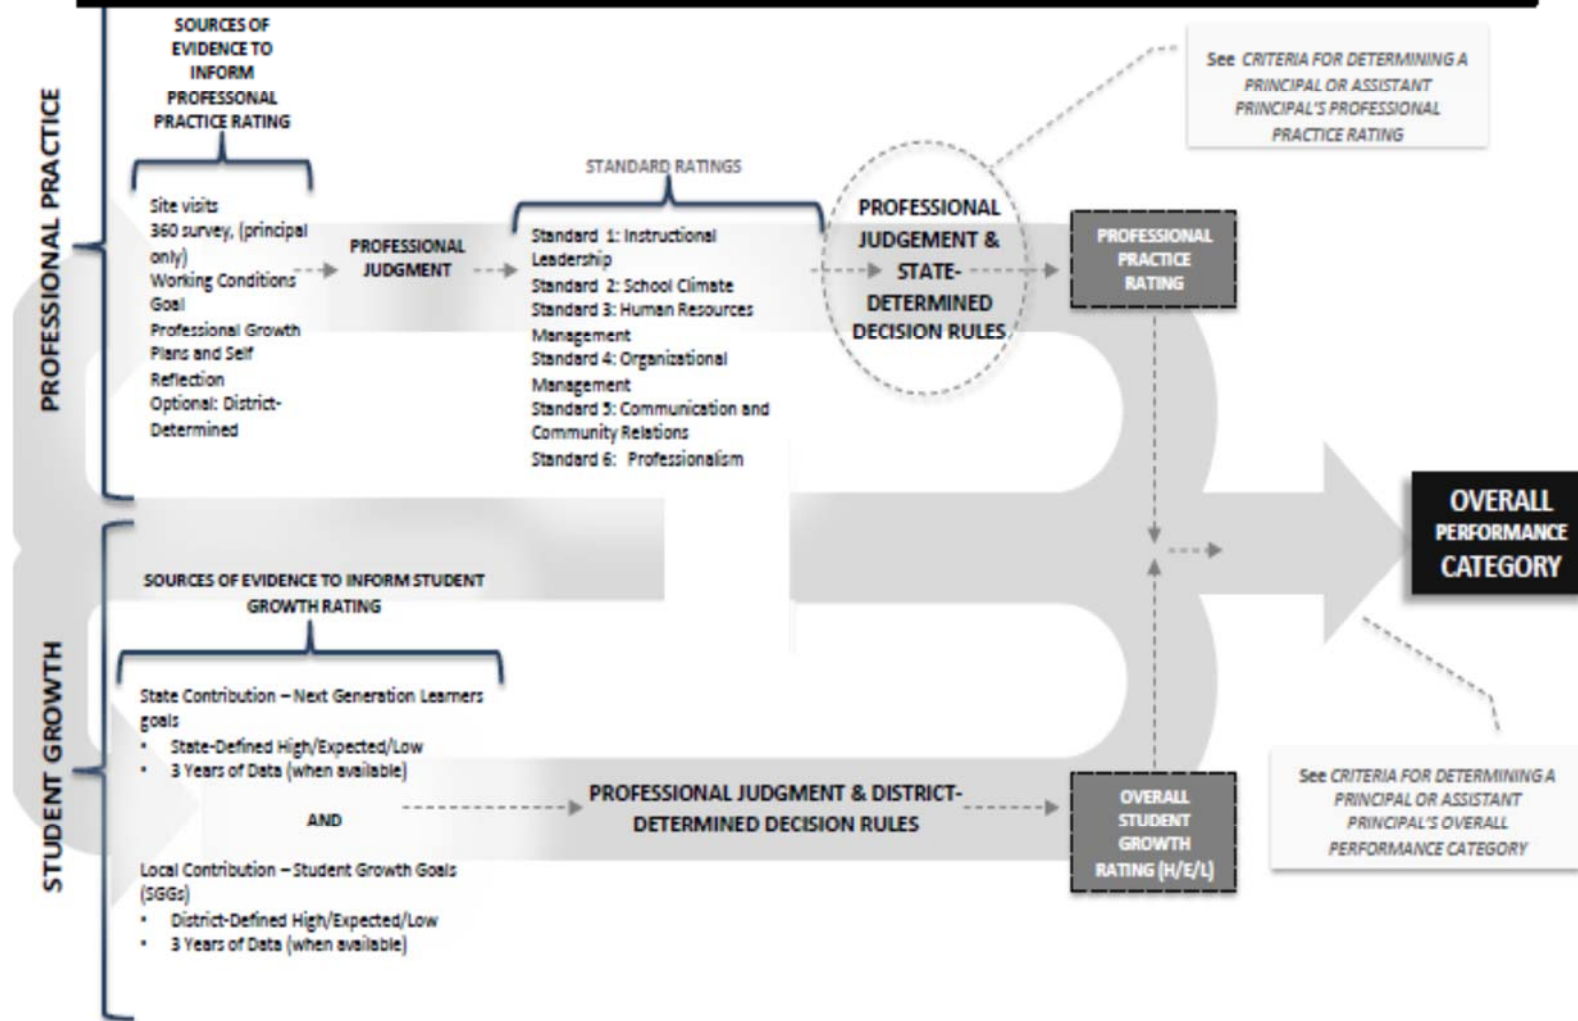 PROFESSIONAL PRACTICE
SOURCES OF
EVIDENCE TO
INFORM
PROFESSONAL
PRACTICE RATING
Site visits
360 survey, (principal
only)
Working Conditions
Goal
Professional Growth
Plans and Self
Reflection
Optional: District-
Determined
PROFESSIONAL
JUDGMENT
STANDARD RATINGS
Standard 1: Instructional
Leadership
Standard 2: School Climate
Standard 3: Human Resources
Management
Standard 4: Organizational
Management
Standard 5: Communication and
Community Relations
Standard 6: Professionalism
PROFESSIONAL
JUDGEMENT &
STATE-
DETERMINED
DECISION RULES
See CRITERIA FOR DETERMINING A
PRINCIPAL OR ASSISTANT
PRINCIPAL'S PROFESSIONAL
PRACTICE RATING
PROFESSIONAL
PRACTICE
RATING
OVERALL
PERFORMANCE
CATEGORY
STUDENT GROWTH
SOURCES OF EVIDENCE TO INFORM STUDENT
GROWTH RATING
State Contribution – Next Generation Learners
goals
• State-Defined High/Expected/Low
• 3 Years of Data (when available)
AND
Local Contribution – Student Growth Goals
(SGGs)
• District-Defined High/Expected/Low
• 3 Years of Data (when available)
PROFESSIONAL JUDGMENT & DISTRICT-
DETERMINED DECISION RULES
OVERALL
STUDENT
GROWTH
RATING (H/E/L)
See CRITERIA FOR DETERMINING A
PRINCIPAL OR ASSISTANT
PRINCIPAL'S OVERALL
PERFORMANCE CATEGORY